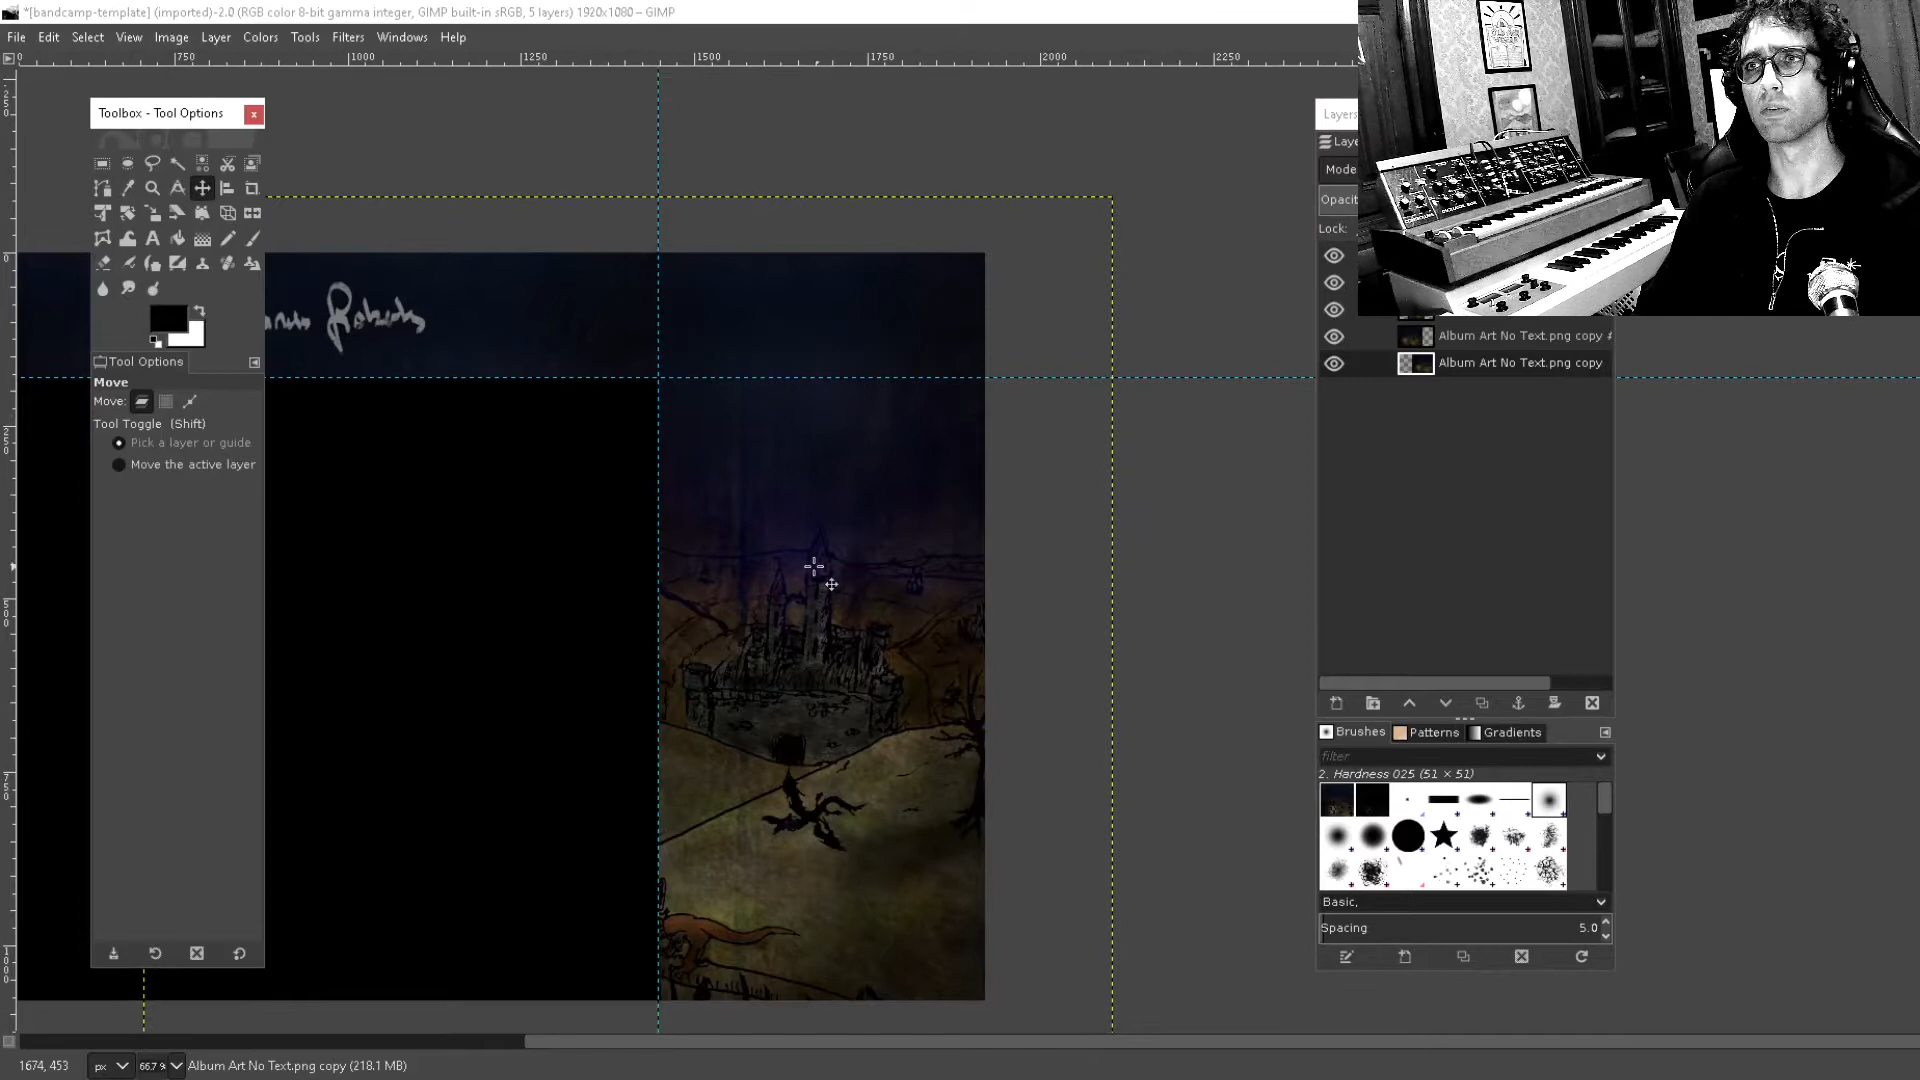 *[bandcamp-template] (imported)-2.0 (RGB color 8-bit gamma integer, GIMP built-in sRGB, 5 layers) 1920x1080 – GIMP
File Edit Select View Image Layer Colors Tools Filters Windows Help
750 1000 1250 1500 1750 2000 2250
Toolbox - Tool Options
Layers
Mode
Opacit
Lock:
Roberts
Album Art No Text.png copy #
Album Art No Text.png copy
Tool Options
Move
Move:
Tool Toggle (Shift)
Pick a layer or guide
Move the active layer
Brushes Patterns Gradients
filter
2. Hardness 025 (51 × 51)
Basic,
Spacing 5.0
1674, 453 px 66.7 % Album Art No Text.png copy (218.1 MB)